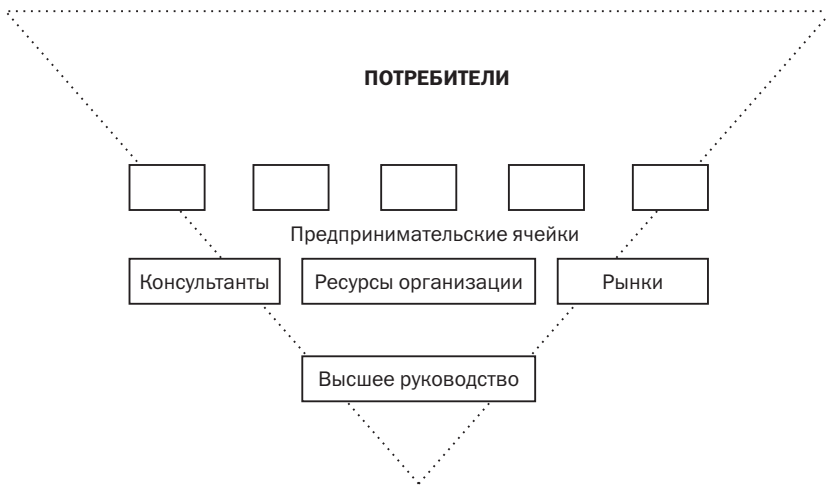 ПОТРЕБИТЕЛИ
Предпринимательские ячейки
Консультанты
Ресурсы организации
Рынки
Высшее руководство